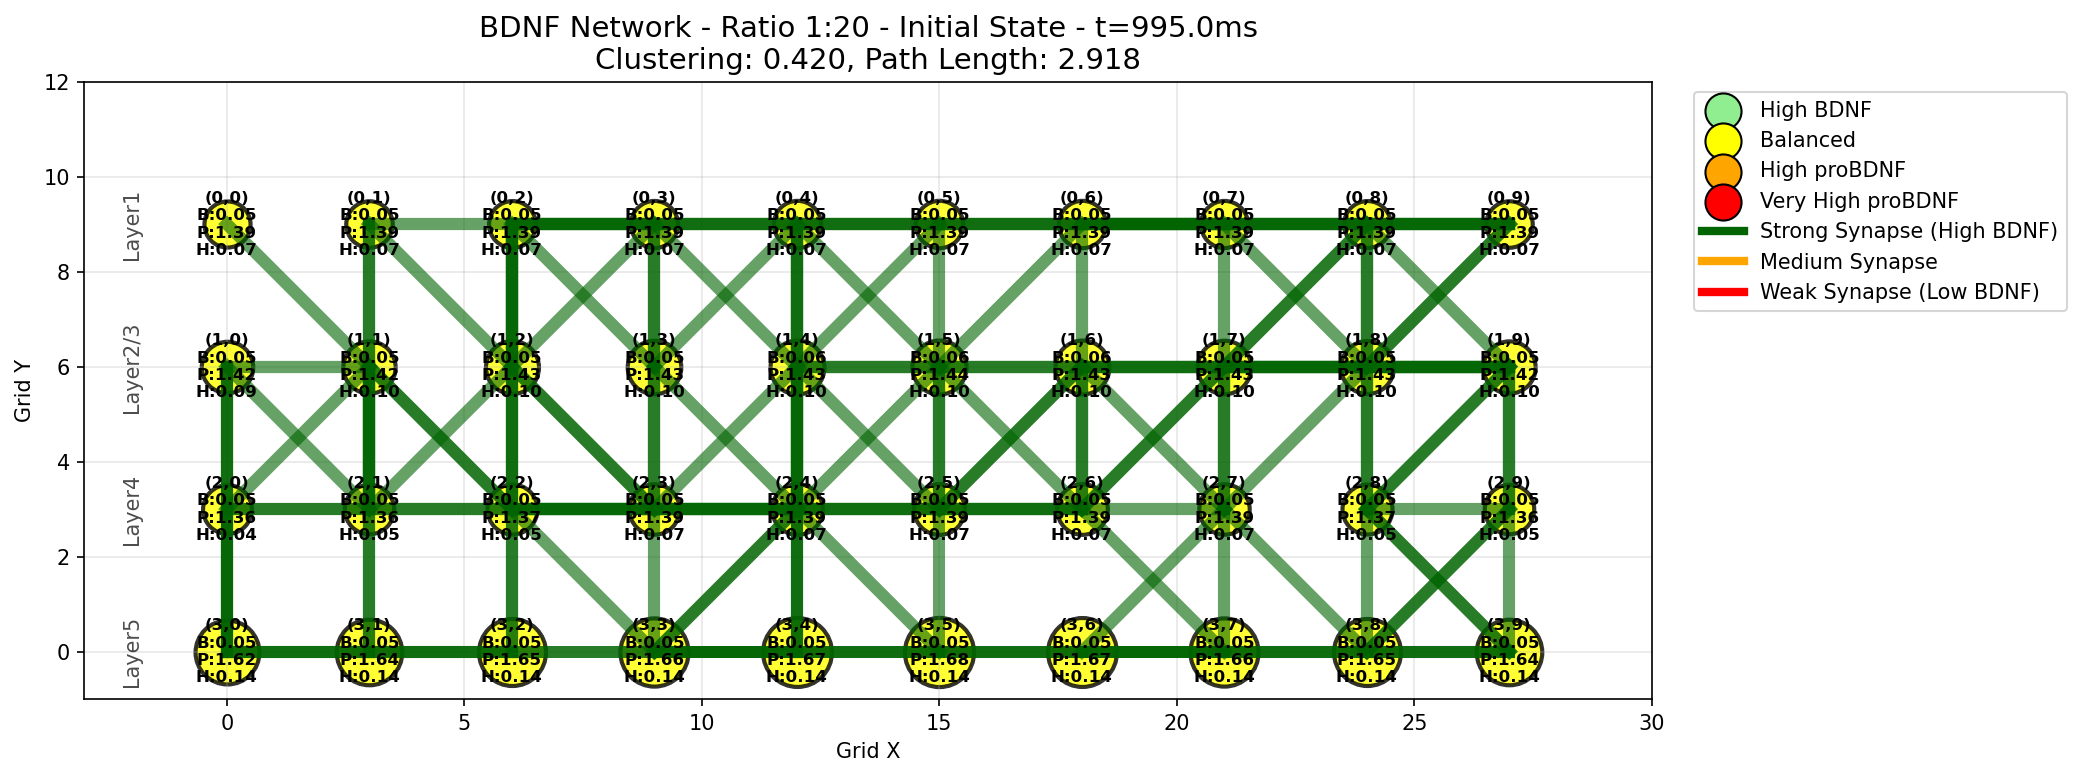 BDNF Network - Ratio 1:20 - Initial State - t=995.0ms
Clustering: 0.420, Path Length: 2.918
High BDNF
Balanced
High proBDNF
Very High proBDNF
Strong Synapse (High BDNF)
Medium Synapse
Weak Synapse (Low BDNF)
Grid Y
12
10
8
6
4
2
0
Layer1
(0,0) (0,1) (0,2) (0,3) (0,4) (0,5) (0,6) (0,7) (0,8) (0,9)
B:0.05 B:0.05 B:0.05 B:0.05 B:0.05 B:0.05 B:0.05 B:0.05 B:0.05 B:0.05
P:1.39 P:1.39 P:1.39 P:1.39 P:1.39 P:1.39 P:1.39 P:1.39 P:1.39 P:1.39
H:0.07 H:0.07 H:0.07 H:0.07 H:0.07 H:0.07 H:0.07 H:0.07 H:0.07 H:0.07
Layer2/3
(1,0) (1,1) (1,2) (1,3) (1,4) (1,5) (1,6) (1,7) (1,8) (1,9)
B:0.05 B:0.05 B:0.05 B:0.05 B:0.06 B:0.06 B:0.06 B:0.05 B:0.05 B:0.05
P:1.42 P:1.42 P:1.43 P:1.43 P:1.43 P:1.44 P:1.43 P:1.43 P:1.43 P:1.42
H:0.09 H:0.10 H:0.10 H:0.10 H:0.10 H:0.10 H:0.10 H:0.10 H:0.10 H:0.10
Layer4
(2,0) (2,1) (2,2) (2,3) (2,4) (2,5) (2,6) (2,7) (2,8) (2,9)
B:0.05 B:0.05 B:0.05 B:0.05 B:0.05 B:0.05 B:0.05 B:0.05 B:0.05 B:0.05
P:1.36 P:1.36 P:1.37 P:1.39 P:1.39 P:1.39 P:1.39 P:1.39 P:1.37 P:1.36
H:0.04 H:0.05 H:0.05 H:0.07 H:0.07 H:0.07 H:0.07 H:0.07 H:0.05 H:0.05
Layer5
(3,0) (3,1) (3,2) (3,3) (3,4) (3,5) (3,6) (3,7) (3,8) (3,9)
B:0.05 B:0.05 B:0.05 B:0.05 B:0.05 B:0.05 B:0.05 B:0.05 B:0.05 B:0.05
P:1.62 P:1.64 P:1.65 P:1.66 P:1.67 P:1.68 P:1.67 P:1.66 P:1.65 P:1.64
H:0.14 H:0.14 H:0.14 H:0.14 H:0.14 H:0.14 H:0.14 H:0.14 H:0.14 H:0.14
0 5 10 15 20 25 30
Grid X